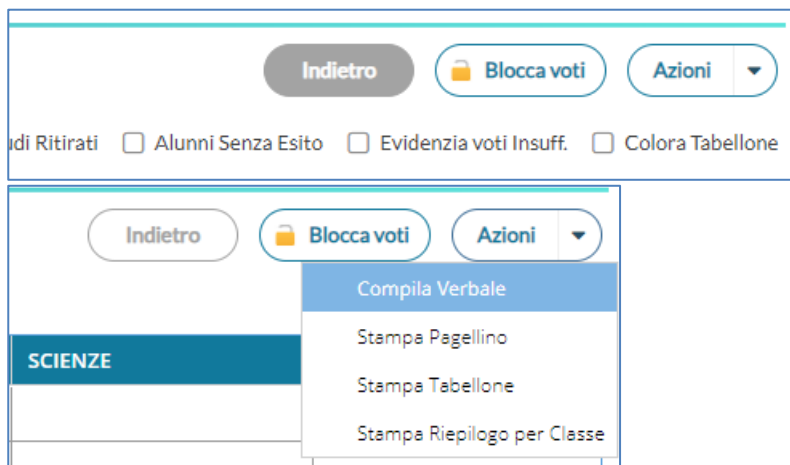 Indietro Blocca voti Azioni
Ritirati Alunni Senza Esito Evidenzia voti Insuff. Colora Tabellone
Indietro Blocca voti Azioni
Compila Verbale
Stampa Pagellino
SCIENZE
Stampa Tabellone
Stampa Riepilogo per Classe